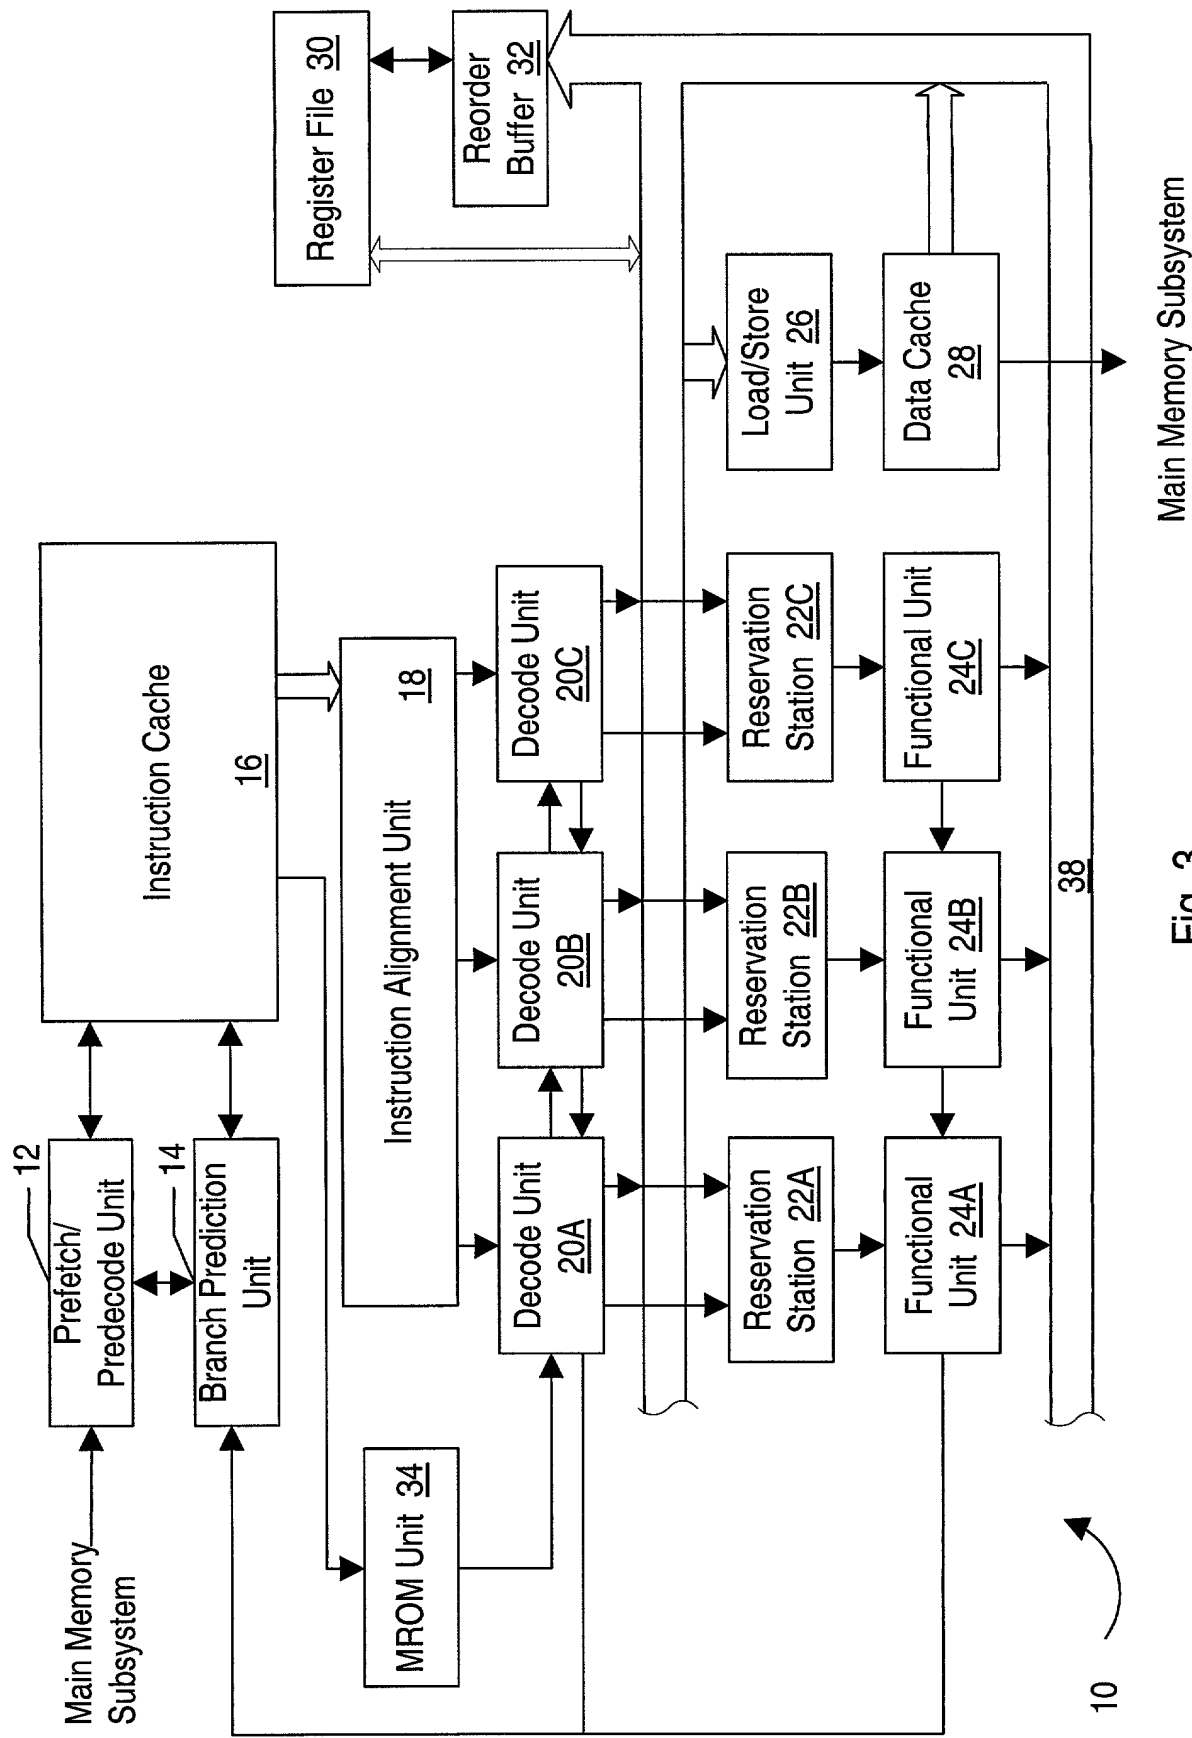 Main Memory
Subsystem
12
Prefetch/
Predecode Unit
14
Branch Prediction
Unit
Instruction Cache
16
Register File 30
Reorder
Buffer 32
MROM Unit 34
Instruction Alignment Unit
18
Decode Unit
20A
Decode Unit
20B
Decode Unit
20C
Reservation
Station 22A
Reservation
Station 22B
Reservation
Station 22C
Load/Store
Unit 26
Functional
Unit 24A
Functional
Unit 24B
Functional Unit
24C
Data Cache
28
38
Main Memory Subsystem
10
Fig. 3